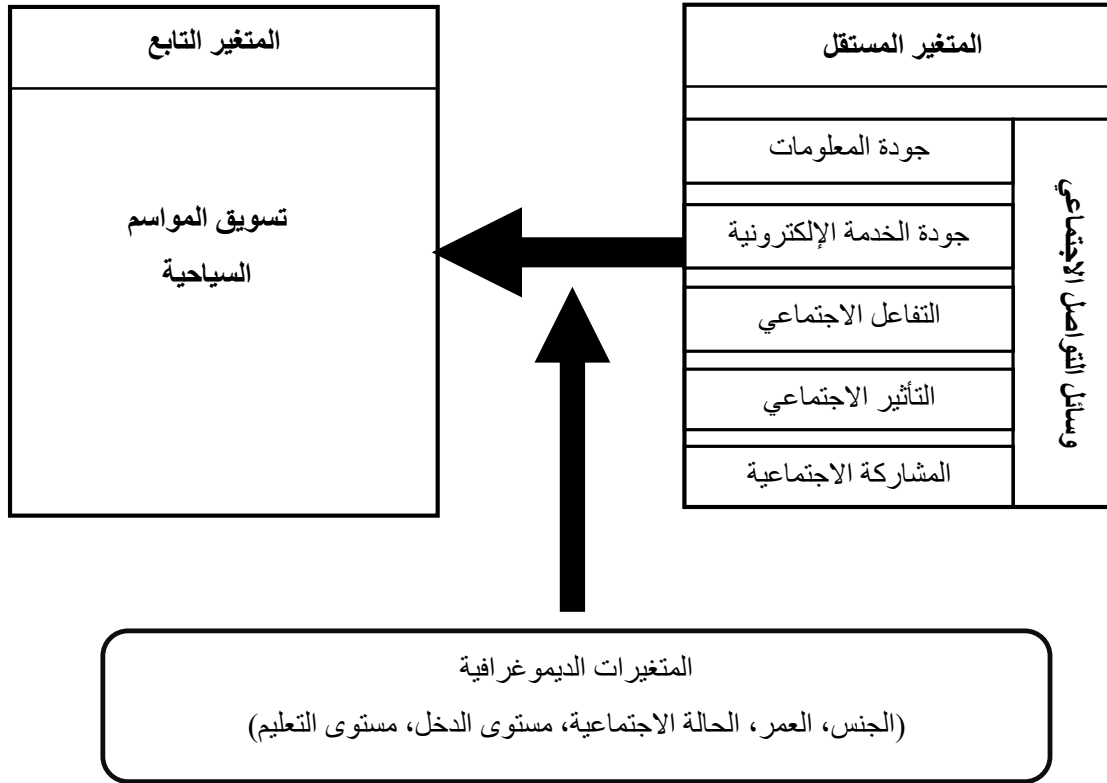 المتغير المستقل
وسائل التواصل الاجتماعي
جودة المعلومات
جودة الخدمة الإلكترونية
التفاعل الاجتماعي
التأثير الاجتماعي
المشاركة الاجتماعية
المتغير التابع
تسويق المواسم
السياحية
المتغيرات الديموغرافية
(الجنس، العمر، الحالة الاجتماعية، مستوى الدخل، مستوى التعليم)